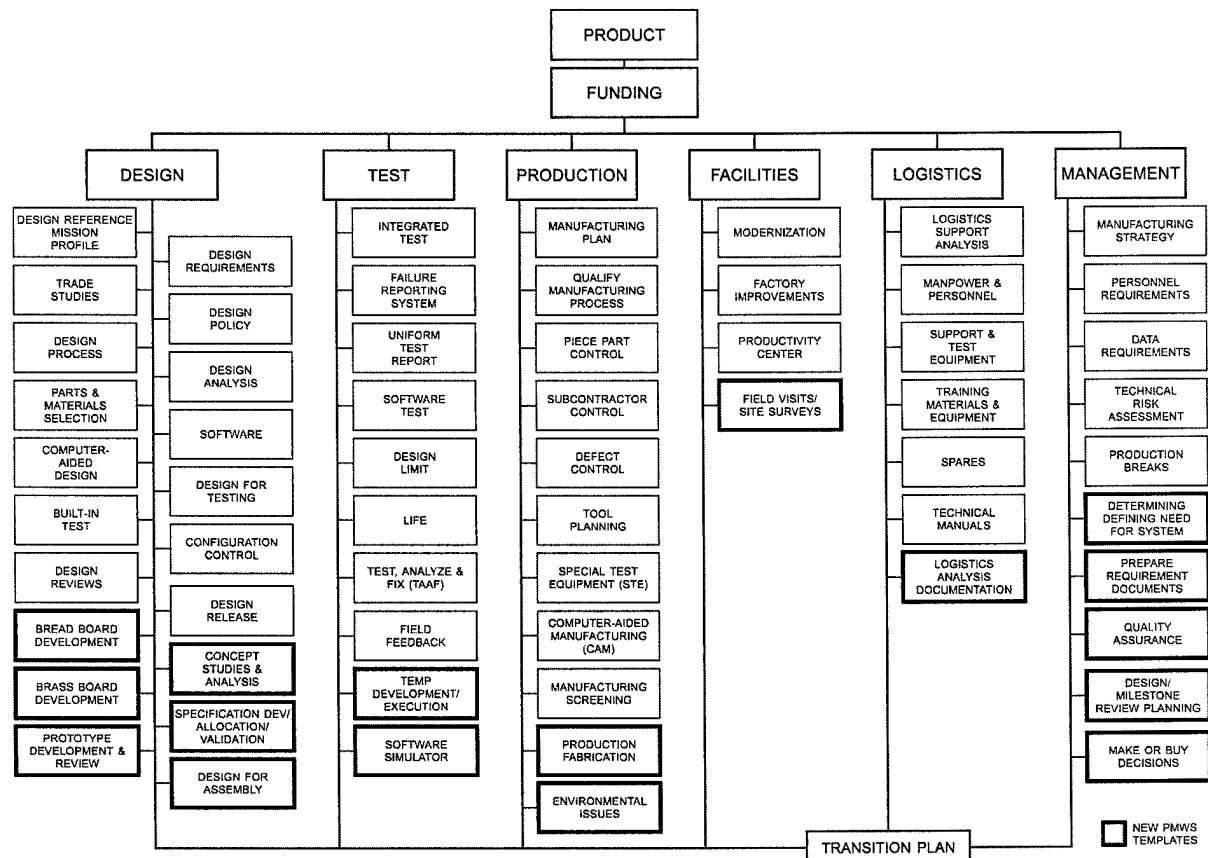 PRODUCT
FUNDING
DESIGN
TEST
PRODUCTION
FACILITIES
LOGISTICS
MANAGEMENT
DESIGN REFERENCE
MISSION
PROFILE
TRADE
STUDIES
DESIGN
PROCESS
PARTS &
MATERIALS
SELECTION
COMPUTER-
AIDED
DESIGN
BUILT-IN
TEST
DESIGN
REVIEWS
BREAD BOARD
DEVELOPMENT
BRASS BOARD
DEVELOPMENT
PROTOTYPE
DEVELOPMENT &
REVIEW
DESIGN
REQUIREMENTS
DESIGN
POLICY
DESIGN
ANALYSIS
SOFTWARE
DESIGN FOR
TESTING
CONFIGURATION
CONTROL
DESIGN
RELEASE
CONCEPT
STUDIES &
ANALYSIS
SPECIFICATION DEV/
ALLOCATION/
VALIDATION
DESIGN FOR
ASSEMBLY
INTEGRATED
TEST
FAILURE
REPORTING
SYSTEM
UNIFORM
TEST
REPORT
SOFTWARE
TEST
DESIGN
LIMIT
LIFE
TEST, ANALYZE &
FIX (TAAF)
FIELD
FEEDBACK
TEMP
DEVELOPMENT/
EXECUTION
SOFTWARE
SIMULATOR
MANUFACTURING
PLAN
QUALIFY
MANUFACTURING
PROCESS
PIECE PART
CONTROL
SUBCONTRACTOR
CONTROL
DEFECT
CONTROL
TOOL
PLANNING
SPECIAL TEST
EQUIPMENT (STE)
COMPUTER-AIDED
MANUFACTURING
(CAM)
MANUFACTURING
SCREENING
PRODUCTION
FABRICATION
ENVIRONMENTAL
ISSUES
MODERNIZATION
FACTORY
IMPROVEMENTS
PRODUCTIVITY
CENTER
FIELD VISITS/
SITE SURVEYS
LOGISTICS
SUPPORT
ANALYSIS
MANPOWER &
PERSONNEL
SUPPORT &
TEST
EQUIPMENT
TRAINING
MATERIALS &
EQUIPMENT
SPARES
TECHNICAL
MANUALS
LOGISTICS
ANALYSIS
DOCUMENTATION
MANUFACTURING
STRATEGY
PERSONNEL
REQUIREMENTS
DATA
REQUIREMENTS
TECHNICAL
RISK
ASSESSMENT
PRODUCTION
BREAKS
DETERMINING
DEFINING NEED
FOR SYSTEM
PREPARE
REQUIREMENT
DOCUMENTS
QUALITY
ASSURANCE
DESIGN/
MILESTONE
REVIEW PLANNING
MAKE OR BUY
DECISIONS
TRANSITION PLAN
NEW PMWS
TEMPLATES